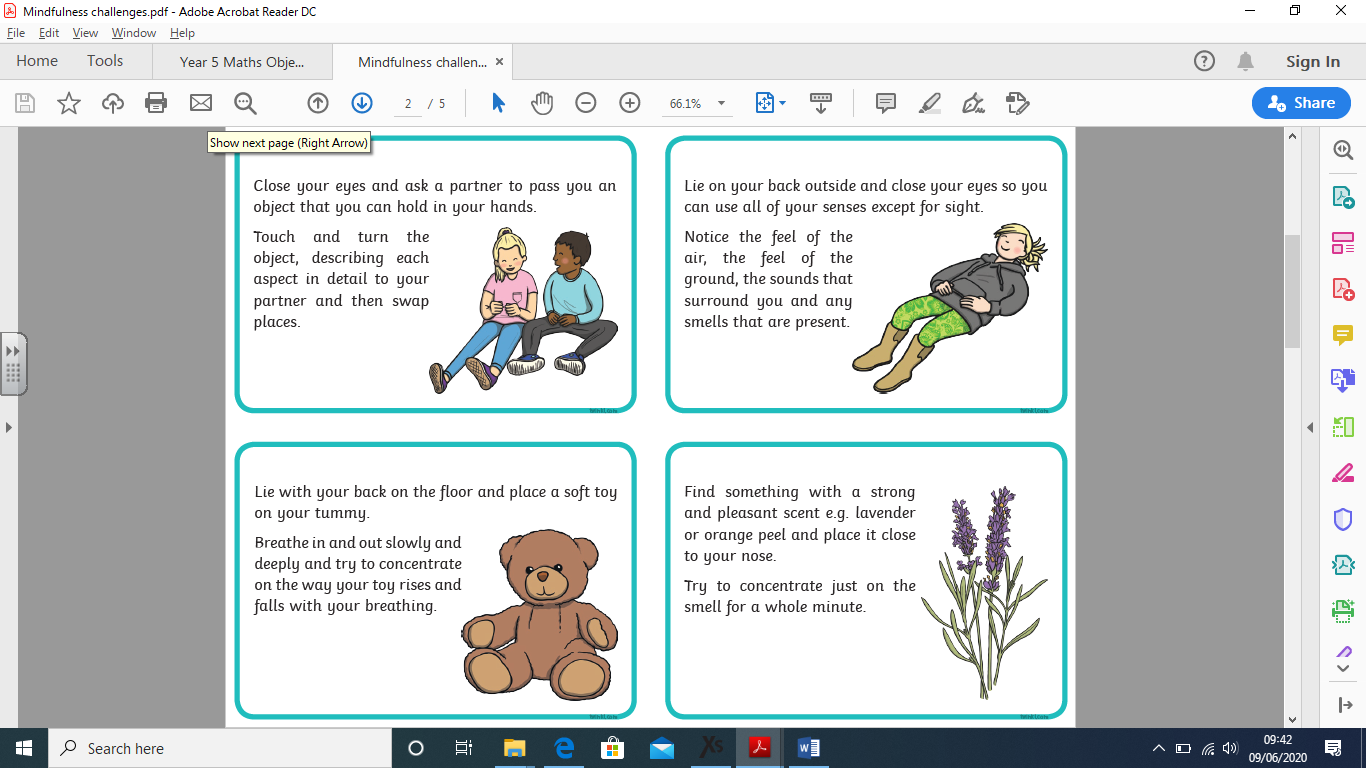 Mindfulness challenges.pdf - Adobe Acrobat Reader DC
File Edit View Window Help
Home Tools Year 5 Maths Obje... Mindfulness challen... × Sign In
2 / 5 66.1% Share
Show next page (Right Arrow)
Close your eyes and ask a partner to pass you an
object that you can hold in your hands.
Touch and turn the
object, describing each
aspect in detail to your
partner and then swap
places.
Lie on your back outside and close your eyes so you
can use all of your senses except for sight.
Notice the feel of the
air, the feel of the
ground, the sounds that
surround you and any
smells that are present.
Lie with your back on the floor and place a soft toy
on your tummy.
Breathe in and out slowly and
deeply and try to concentrate
on the way your toy rises and
falls with your breathing.
Find something with a strong
and pleasant scent e.g. lavender
or orange peel and place it close
to your nose.
Try to concentrate just on the
smell for a whole minute.
Search here
Xs
09:42
09/06/2020